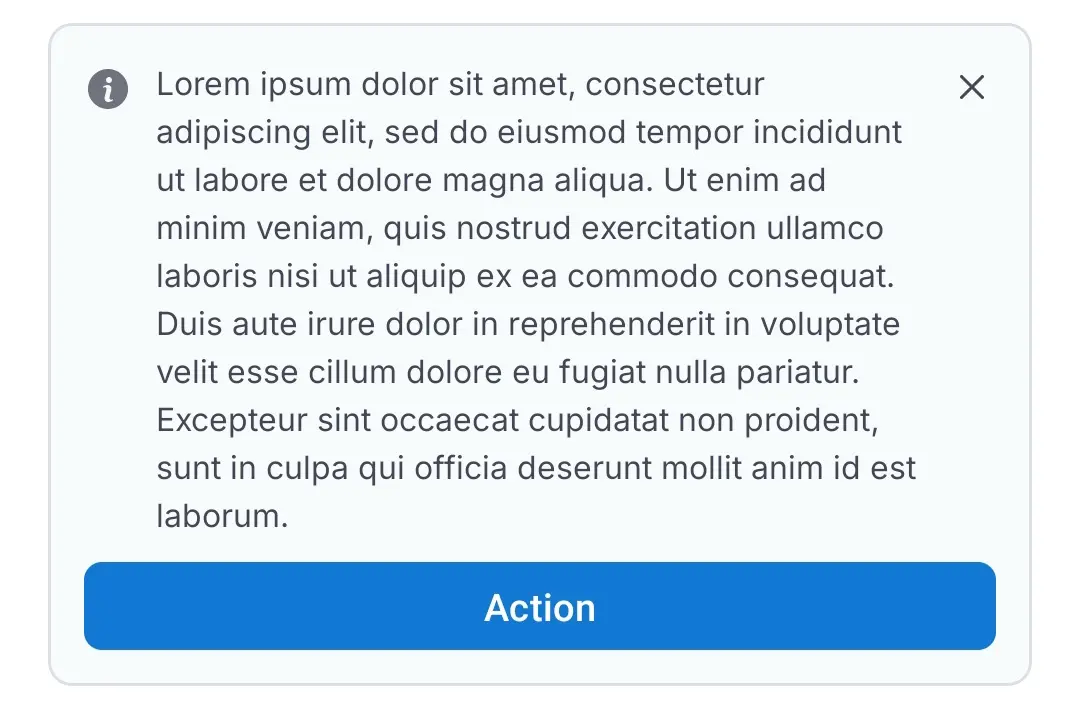 Lorem ipsum dolor sit amet, consectetur
adipiscing elit, sed do eiusmod tempor incididunt
ut labore et dolore magna aliqua. Ut enim ad
minim veniam, quis nostrud exercitation ullamco
laboris nisi ut aliquip ex ea commodo consequat.
Duis aute irure dolor in reprehenderit in voluptate
velit esse cillum dolore eu fugiat nulla pariatur.
Excepteur sint occaecat cupidatat non proident,
sunt in culpa qui officia deserunt mollit anim id est
laborum.
Action